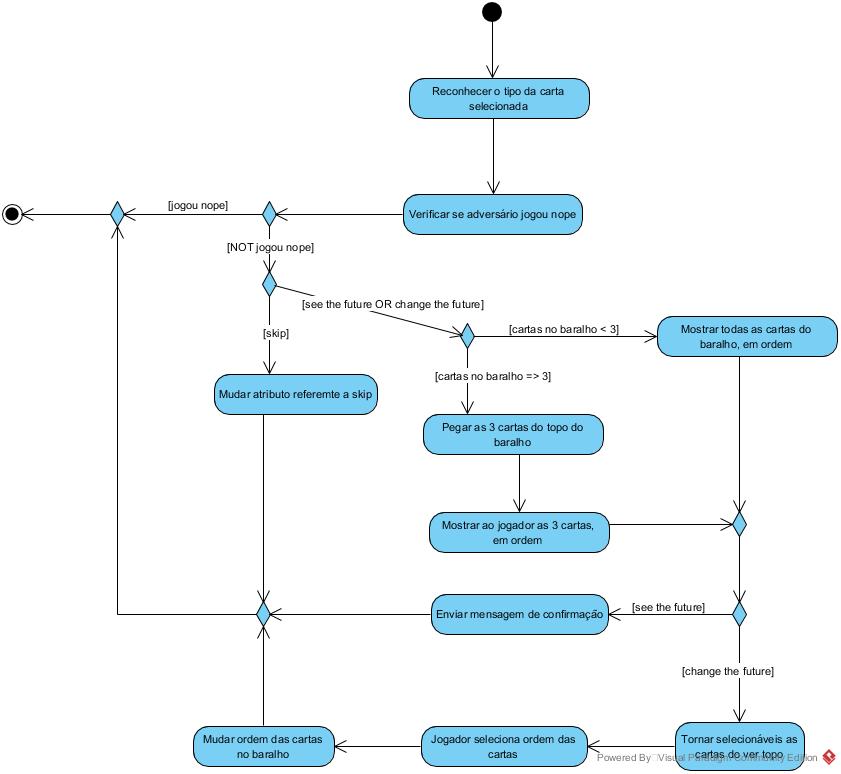 Reconhecer o tipo da carta
selecionada
Verificar se adversário jogou nope
[jogou nope]
[NOT jogou nope]
[see the future OR change the future]
[skip]
[cartas no baralho < 3]
Mostrar todas as cartas do
baralho, em ordem
[cartas no baralho => 3]
Mudar atributo referemte a skip
Pegar as 3 cartas do topo do
baralho
Mostrar ao jogador as 3 cartas,
em ordem
Enviar mensagem de confirmação
[see the future]
[change the future]
Mudar ordem das cartas
no baralho
Jogador seleciona ordem das
cartas
Tornar selecionáveis as
cartas do ver topo
Powered By Visual Paradigm Community Edition